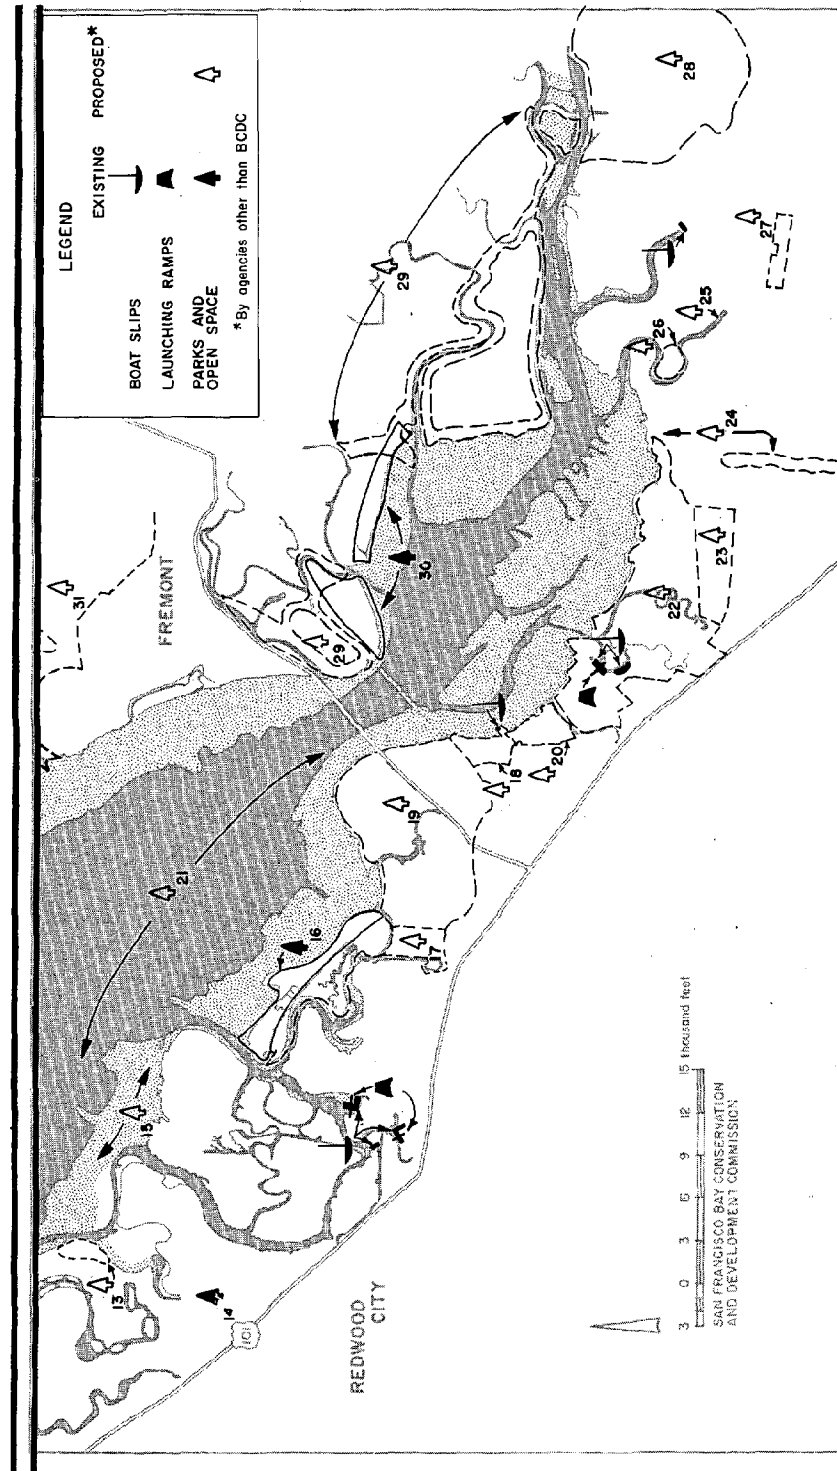 LEGEND
EXISTING PROPOSED*
BOAT SLIPS
LAUNCHING RAMPS
PARKS AND
OPEN SPACE
*By agencies other than BCDC
FREMONT
REDWOOD
CITY
101
13
14
15
16
17
18
19
20
21
22
23
24
25
26
27
28
29
29
30
31
3 0 3 6 9 12 15 thousand feet
SAN FRANCISCO BAY CONSERVATION
AND DEVELOPMENT COMMISSION